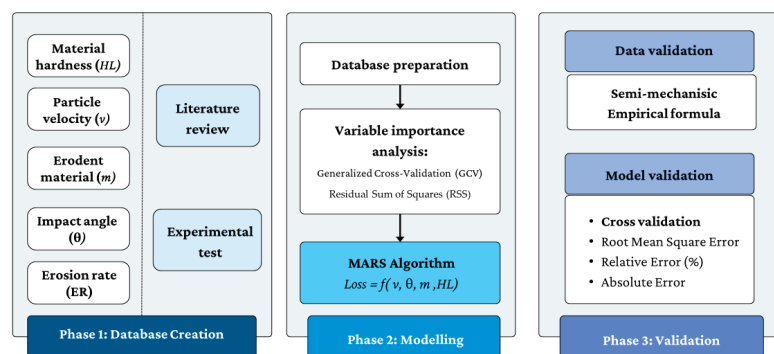 Material
hardness (HL)
Particle
velocity (v)
Erodent
material (m)
Impact angle
(θ)
Erosion rate
(ER)
Literature
review
Experimental
test
Phase 1: Database Creation
Database preparation
Variable importance
analysis:
Generalized Cross-Validation (GCV)
Residual Sum of Squares (RSS)
MARS Algorithm
Loss = f( v, θ, m ,HL)
Phase 2: Modelling
Data validation
Semi-mechanisic
Empirical formula
Model validation
• Cross validation
• Root Mean Square Error
• Relative Error (%)
• Absolute Error
Phase 3: Validation